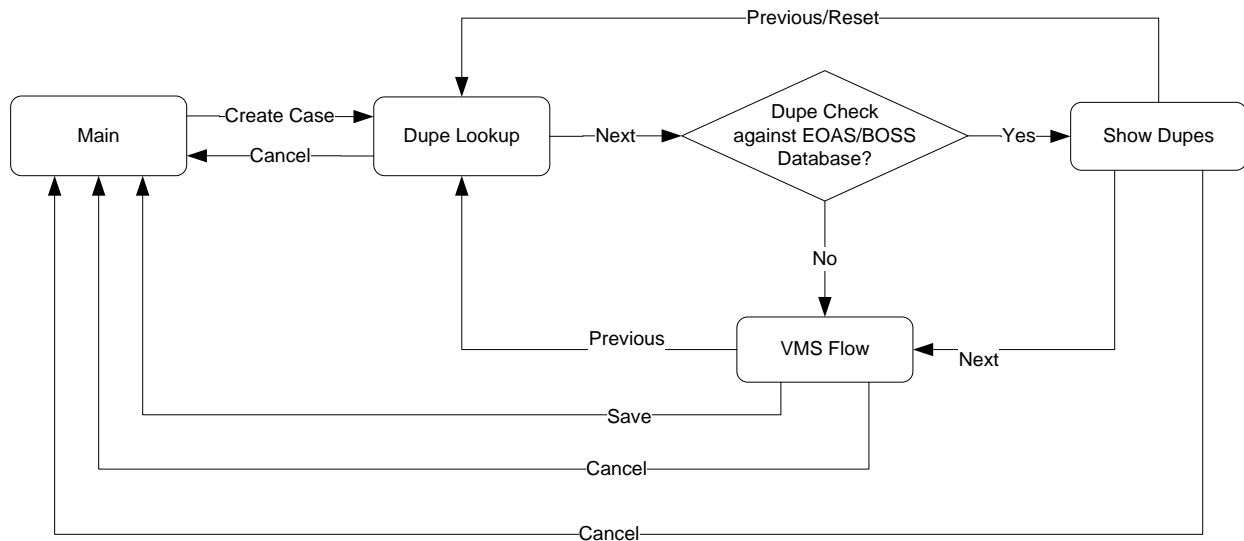 Previous/Reset
Main
Create Case
Cancel
Dupe Lookup
Next
Dupe Check
against EOAS/BOSS
Database?
Yes
Show Dupes
No
Previous
VMS Flow
Next
Save
Cancel
Cancel